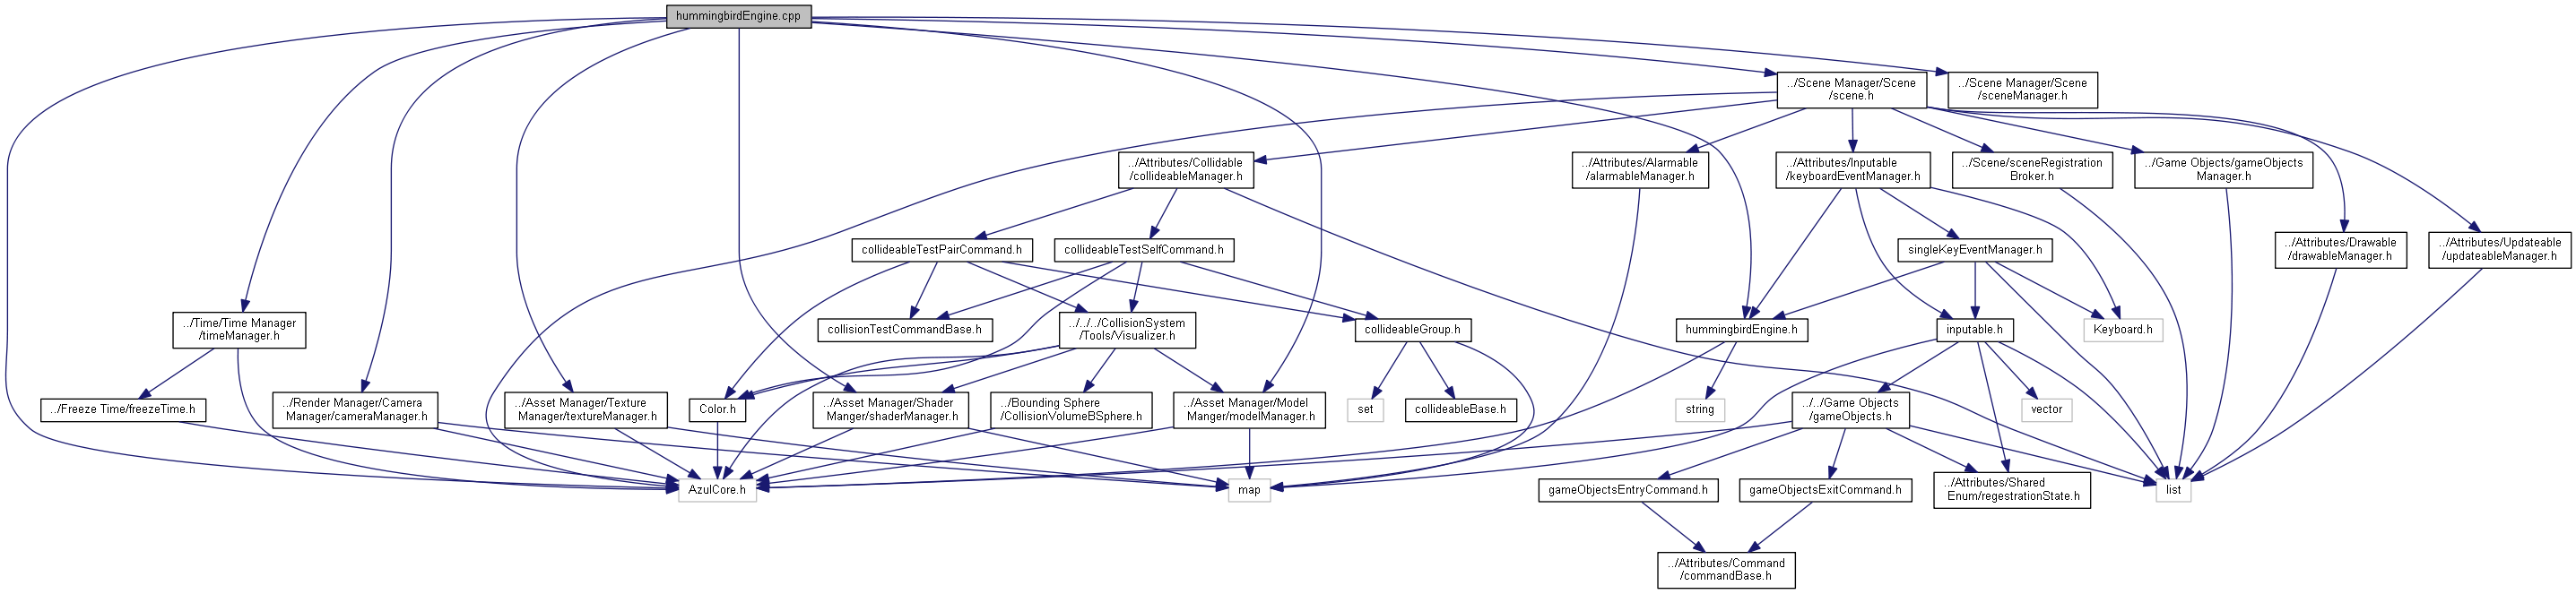 hummingbirdEngine.cpp
../Scene Manager/Scene
/scene.h
../Scene Manager/Scene
/sceneManager.h
../Attributes/Collidable
/collideableManager.h
../Attributes/Alarmable
/alarmableManager.h
../Attributes/Inputable
/keyboardEventManager.h
../Scene/sceneRegistration
Broker.h
../Game Objects/gameObjects
Manager.h
collideableTestPairCommand.h
collideableTestSelfCommand.h
singleKeyEventManager.h
../Attributes/Drawable
/drawableManager.h
../Attributes/Updateable
/updateableManager.h
../Time/Time Manager
/timeManager.h
collisionTestCommandBase.h
../../../CollisionSystem
/Tools/Visualizer.h
collideableGroup.h
hummingbirdEngine.h
inputable.h
Keyboard.h
../Freeze Time/freezeTime.h
../Render Manager/Camera
Manager/cameraManager.h
../Asset Manager/Texture
Manager/textureManager.h
Color.h
../Asset Manager/Shader
Manger/shaderManager.h
../Bounding Sphere
/CollisionVolumeBSphere.h
../Asset Manager/Model
Manger/modelManager.h
set
collideableBase.h
string
../../Game Objects
/gameObjects.h
vector
AzulCore.h
map
gameObjectsEntryCommand.h
gameObjectsExitCommand.h
../Attributes/Shared
Enum/regestrationState.h
list
../Attributes/Command
/commandBase.h